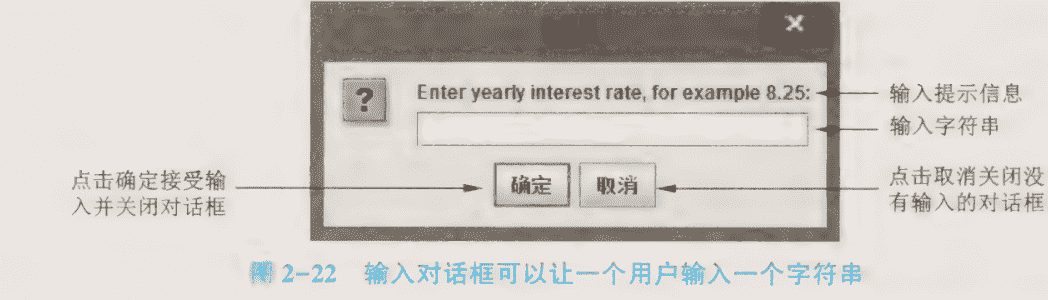 ×
?
Enter yearly interest rate, for example 8.25:
输入提示信息
输入字符串
确定
取消
点击确定接受输
入并关闭对话框
点击取消关闭没
有输入的对话框
图 2-22 输入对话框可以让一个用户输入一个字符串